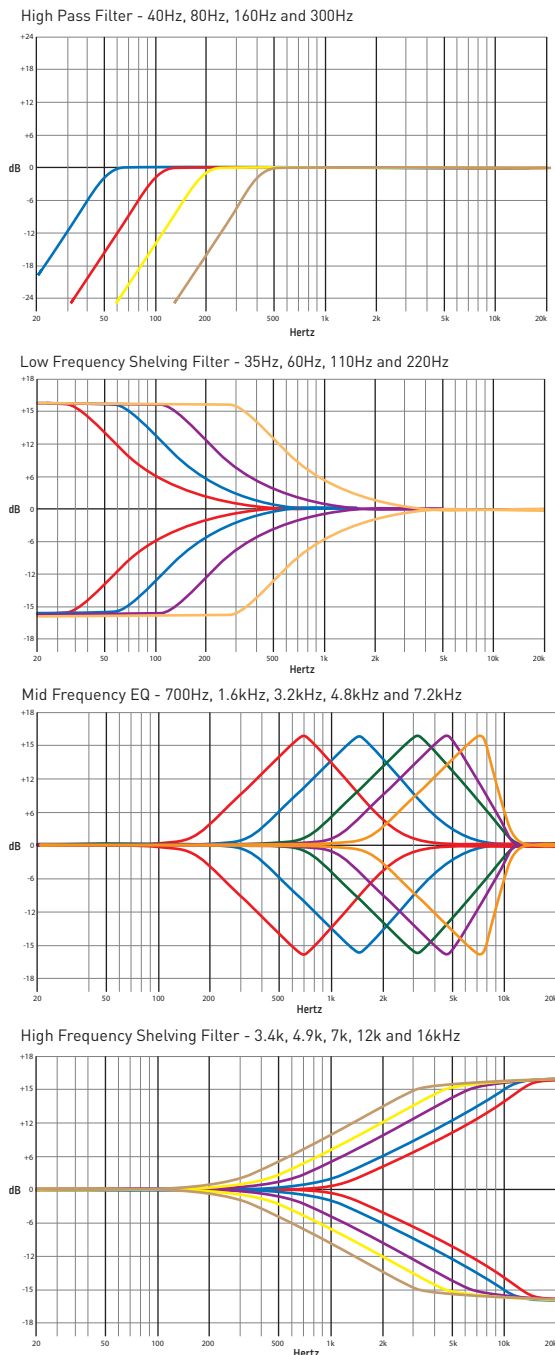 High Pass Filter - 40Hz, 80Hz, 160Hz and 300Hz
+24
+18
+12
+6
dB 0
-6
-12
-18
-24
20 50 100 200 500 1k 2k 5k 10k 20k
Hertz
Low Frequency Shelving Filter - 35Hz, 60Hz, 110Hz and 220Hz
+18
+15
+12
+6
dB 0
-6
-12
-15
-18
20 50 100 200 500 1k 2k 5k 10k 20k
Hertz
Mid Frequency EQ - 700Hz, 1.6kHz, 3.2kHz, 4.8kHz and 7.2kHz
+18
+15
+12
+6
dB 0
-6
-12
-15
-18
20 50 100 200 500 1k 2k 5k 10k 20k
Hertz
High Frequency Shelving Filter - 3.4k, 4.9k, 7k, 12k and 16kHz
+18
+15
+12
+6
dB 0
-6
-12
-15
-18
20 50 100 200 500 1k 2k 5k 10k 20k
Hertz